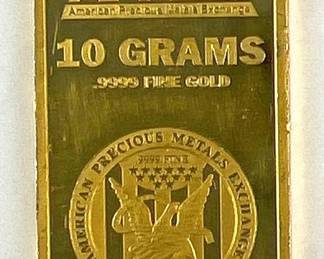 American Precious Metals Exchange
10 GRAMS
.9999 FINE GOLD
AMERICAN PRECIOUS METALS EXCHANGE
.9999 FINE